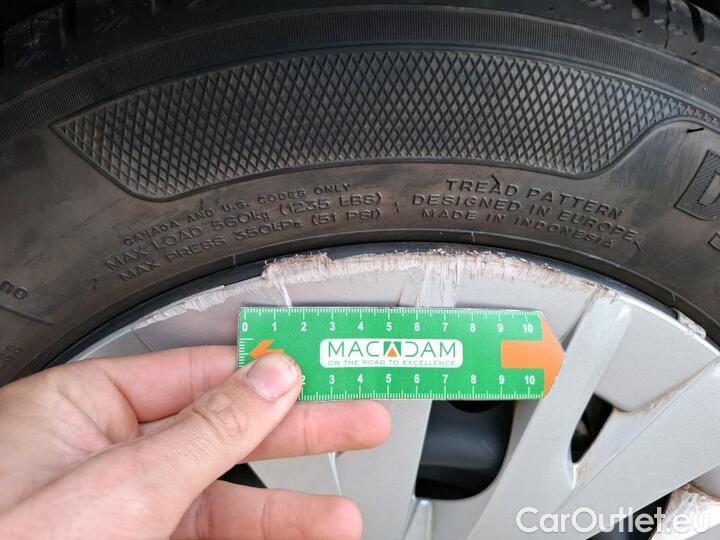 CANADA AND U.S. CODES ONLY
MAX LOAD 560kg (1235 LBS)
MAX PRESS 350kPa (51 PSI)
TREAD PATTERN
DESIGNED IN EUROPE
MADE IN INDONESIA
0 1 2 3 4 5 6 7 8 9 10
MACADAM
ON THE ROAD TO EXCELLENCE
2 3 4 5 6 7 8 9 10
CarOutlet.eu